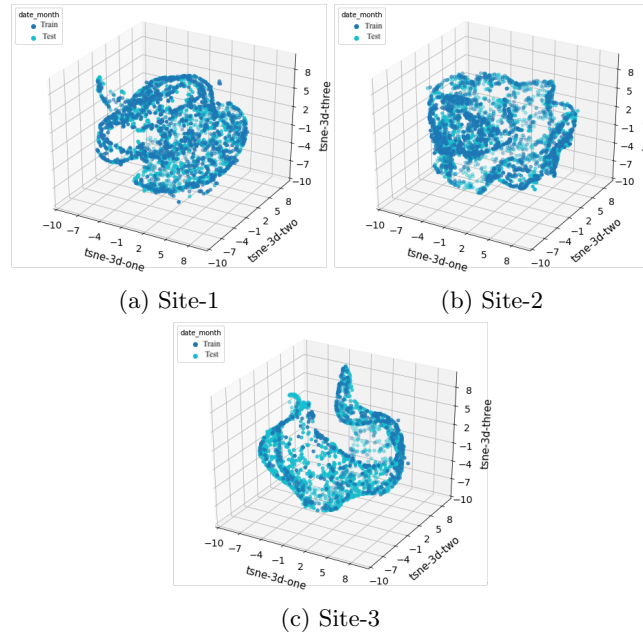 date_month
Train
Test
8
5
2
-1
-4
-7
-10
tsne-3d-three
-10 -7 -4 -1 2 5 8
tsne-3d-one
-10 -7 -4 -1 2 5 8
tsne-3d-two
(a) Site-1
date_month
Train
Test
8
5
2
-1
-4
-7
-10
-10 -7 -4 -1 2 5 8
tsne-3d-one
-10 -7 -4 -1 2 5 8
tsne-3d-two
(b) Site-2
date_month
Train
Test
8
5
2
-1
-4
-7
-10
tsne-3d-three
-10 -7 -4 -1 2 5 8
tsne-3d-one
-10 -7 -4 -1 2 5 8
tsne-3d-two
(c) Site-3